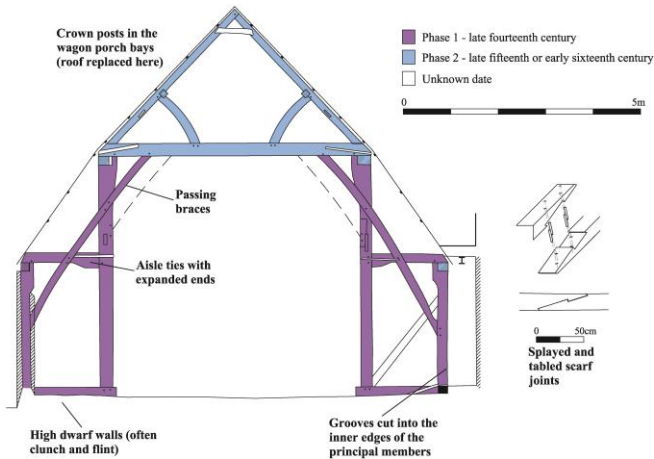 Crown posts in the
wagon porch bays
(roof replaced here)
Phase 1 - late fourteenth century
Phase 2 - late fifteenth or early sixteenth century
Unknown date
0
5m
Passing
braces
Aisle ties with
expanded ends
0
50cm
Splayed and
tabled scarf
joints
High dwarf walls (often
clunch and flint)
Grooves cut into the
inner edges of the
principal members